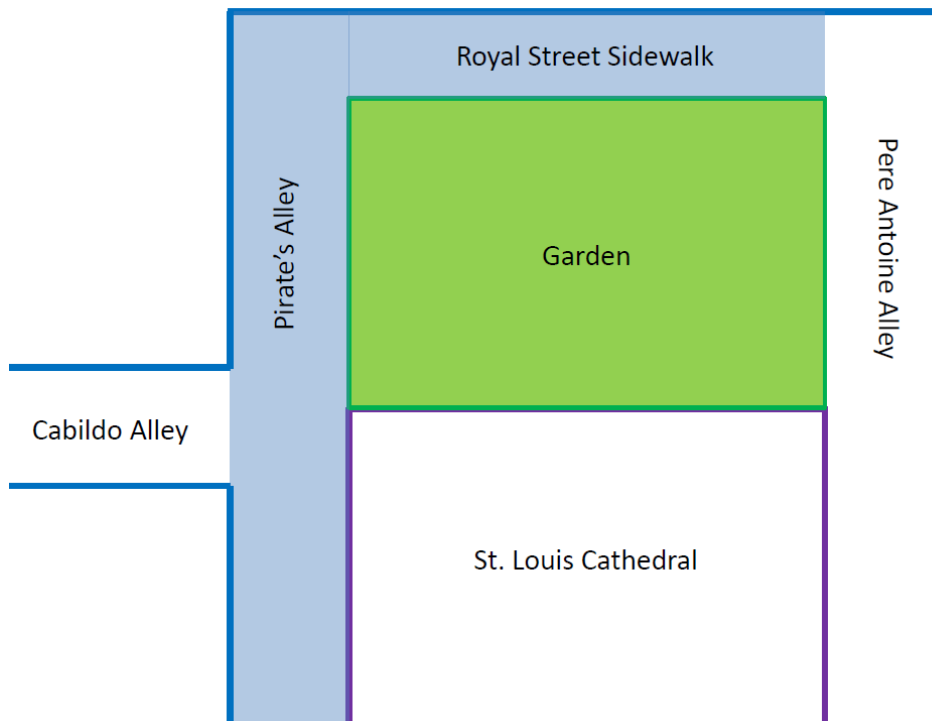 Royal Street Sidewalk
Pirate’s Alley
Garden
Pere Antoine Alley
Cabildo Alley
St. Louis Cathedral